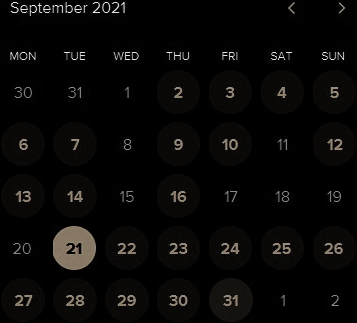 September 2021
MON TUE WED THU FRI SAT SUN
30 31 1 2 3 4 5
6 7 8 9 10 11 12
13 14 15 16 17 18 19
20 21 22 23 24 25 26
27 28 29 30 31 1 2